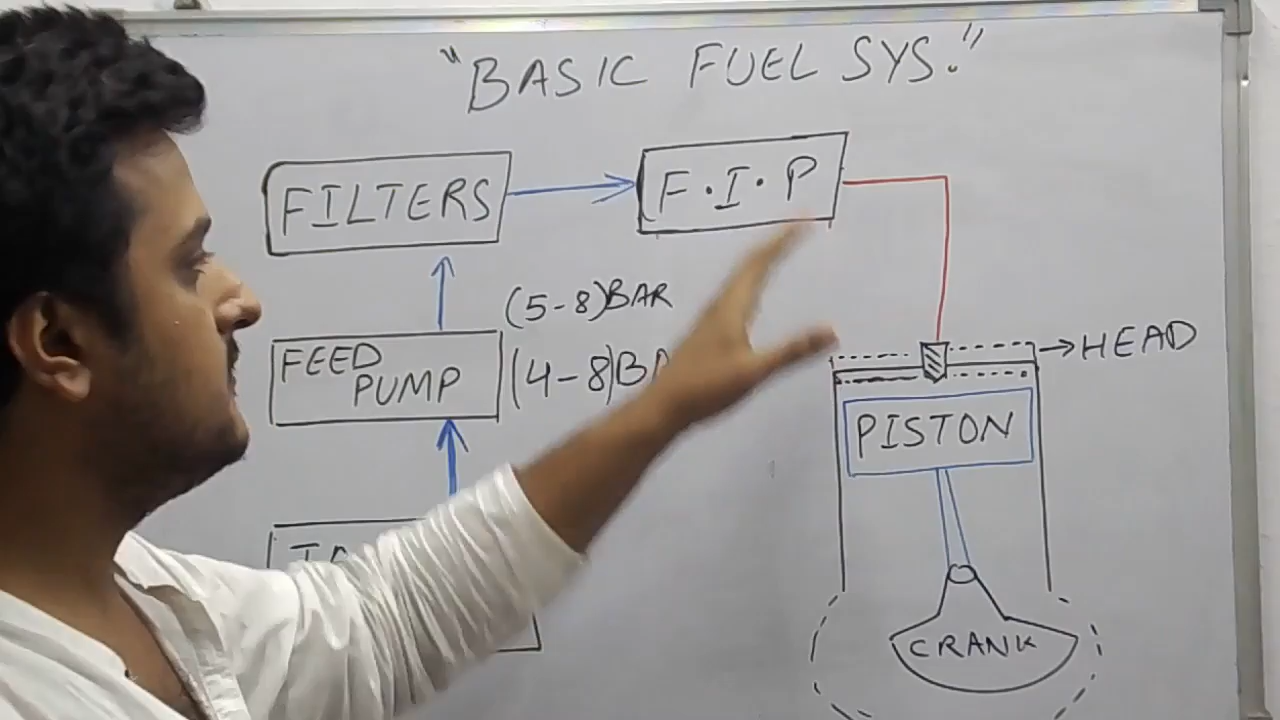 "BASIC FUEL SYS."
FILTERS
F.I.P
(5-8)BAR
FEED
PUMP
(4-8)
HEAD
PISTON
CRANK